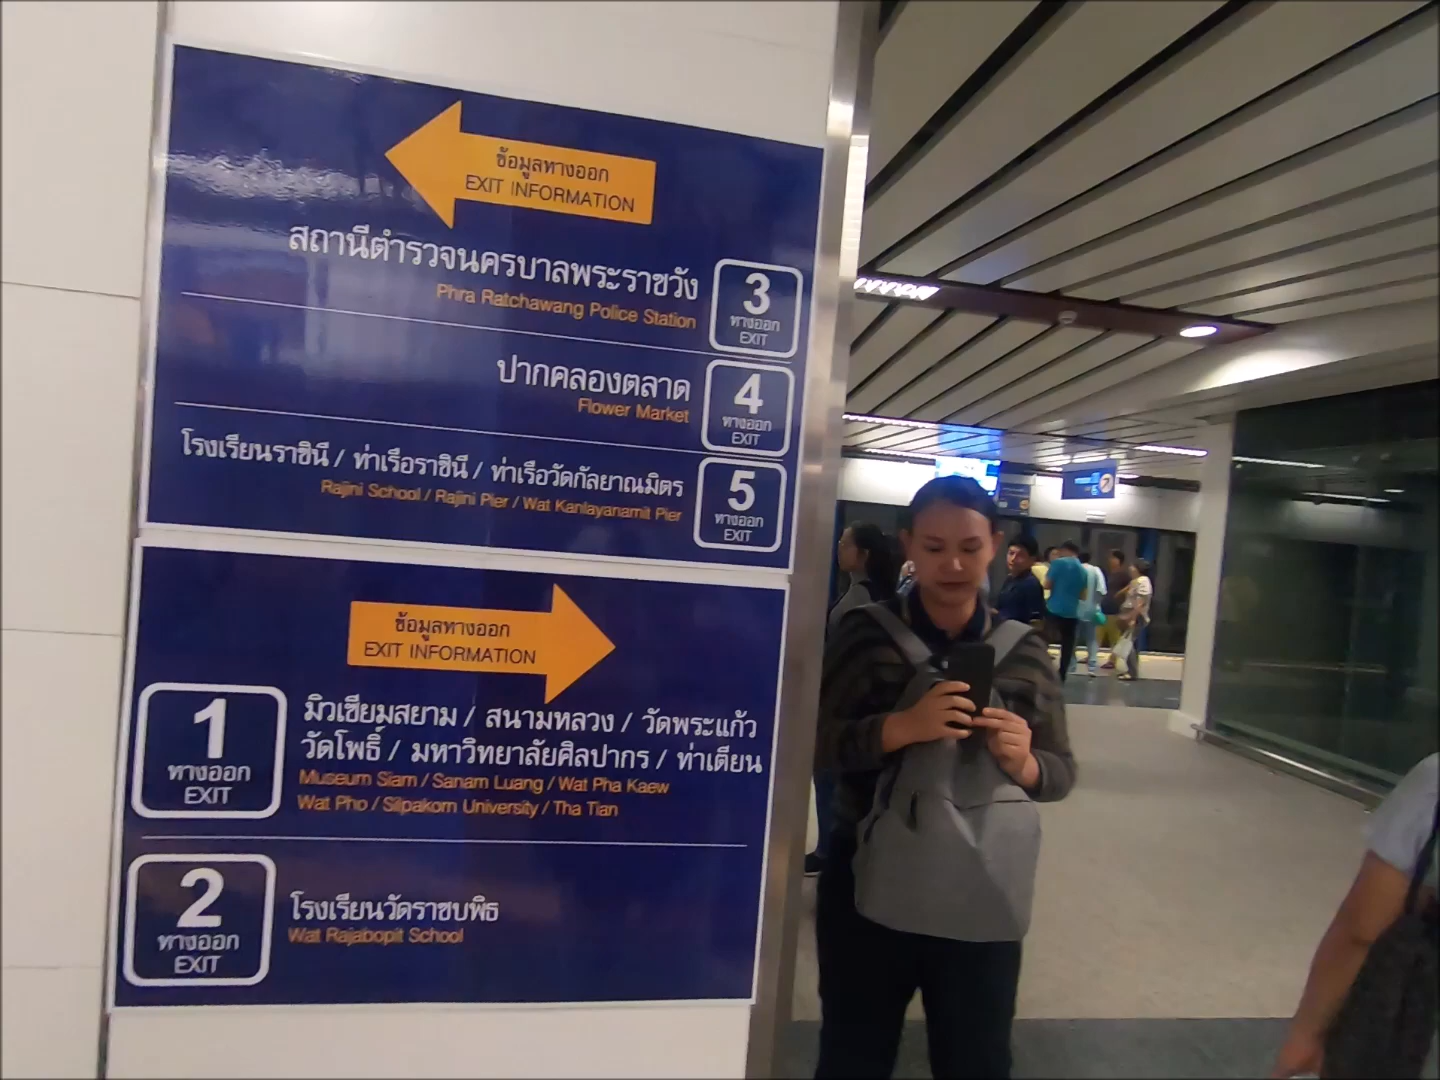 ข้อมูลทางออก
EXIT INFORMATION
สถานีตำรวจนครบาลพระราชวัง
Phra Ratchawang Police Station
3
ทางออก
EXIT
ปากคลองตลาด
Flower Market
4
ทางออก
EXIT
โรงเรียนราชินี / ท่าเรือราชินี / ท่าเรือวัดกัลยาณมิตร
Rajini School / Rajini Pier / Wat Kanlayanamit Pier
5
ทางออก
EXIT
ข้อมูลทางออก
EXIT INFORMATION
1
ทางออก
EXIT
มิวเซียมสยาม / สนามหลวง / วัดพระแก้ว
วัดโพธิ์ / มหาวิทยาลัยศิลปากร / ท่าเตียน
Museum Siam / Sanam Luang / Wat Pha Kaew
Wat Pho / Silpakorn University / Tha Tian
2
ทางออก
EXIT
โรงเรียนวัดราชบพิธ
Wat Rajabopit School
2